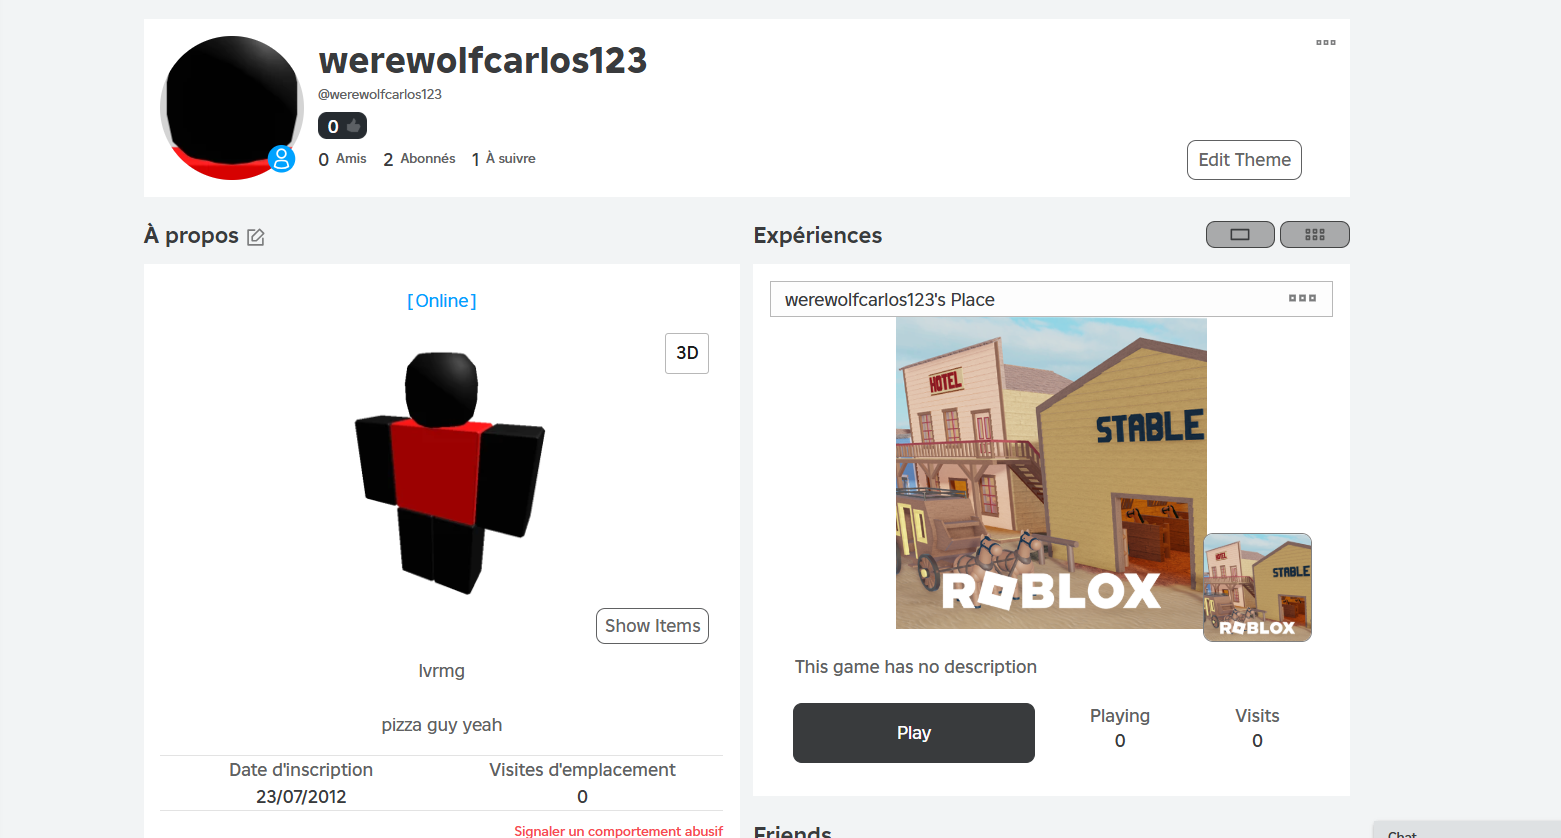 werewolfcarlos123
@werewolfcarlos123
0
0 Amis 2 Abonnés 1 À suivre
Edit Theme
À propos
[ Online ]
3D
Show Items
lvrmg
pizza guy yeah
Date d'inscription Visites d'emplacement
23/07/2012 0
Signaler un comportement abusif
Expériences
werewolfcarlos123's Place
HOTEL
STABLE
ROBLOX
HOTEL
STABLE
ROBLOX
This game has no description
Play
Playing Visits
0 0
Friends
Chat